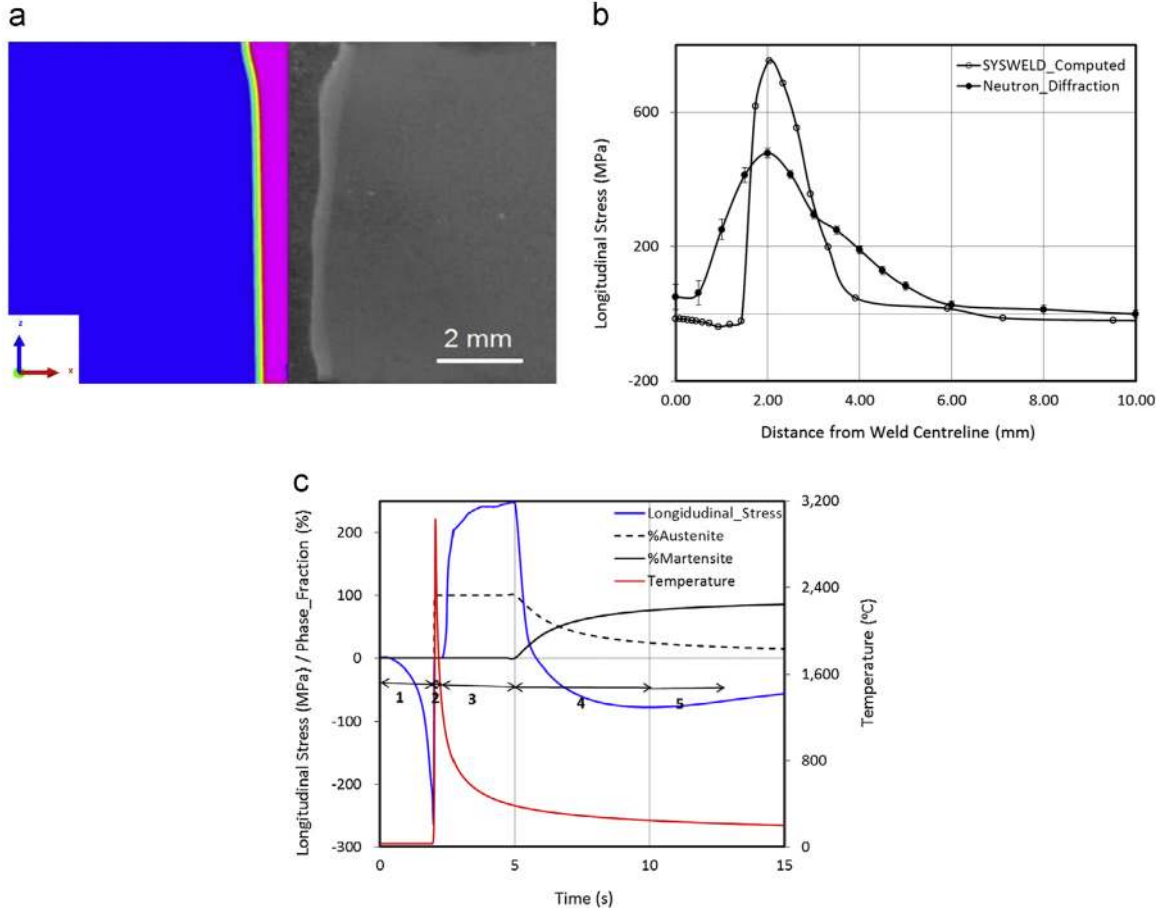 a
z
x
2 mm
b
SYSWELD_Computed
Neutron_Diffraction
600
200
-200
Longitudinal Stress (MPa)
0.00 2.00 4.00 6.00 8.00 10.00
Distance from Weld Centreline (mm)
c
Longidudinal_Stress
%Austenite
%Martensite
Temperature
200
100
0
-100
-200
-300
Longitudinal Stress (MPa} / Phase_Fraction (%)
3,200
2,400
1,600
800
0
Temperature (ºC)
1 2 3 4 5
0 5 10 15
Time (s)